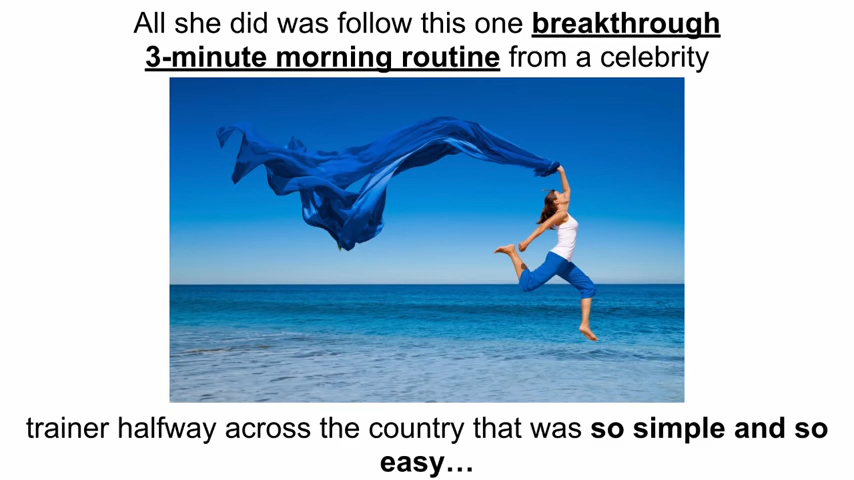 All she did was follow this one breakthrough
3-minute morning routine from a celebrity
trainer halfway across the country that was so simple and so
easy…